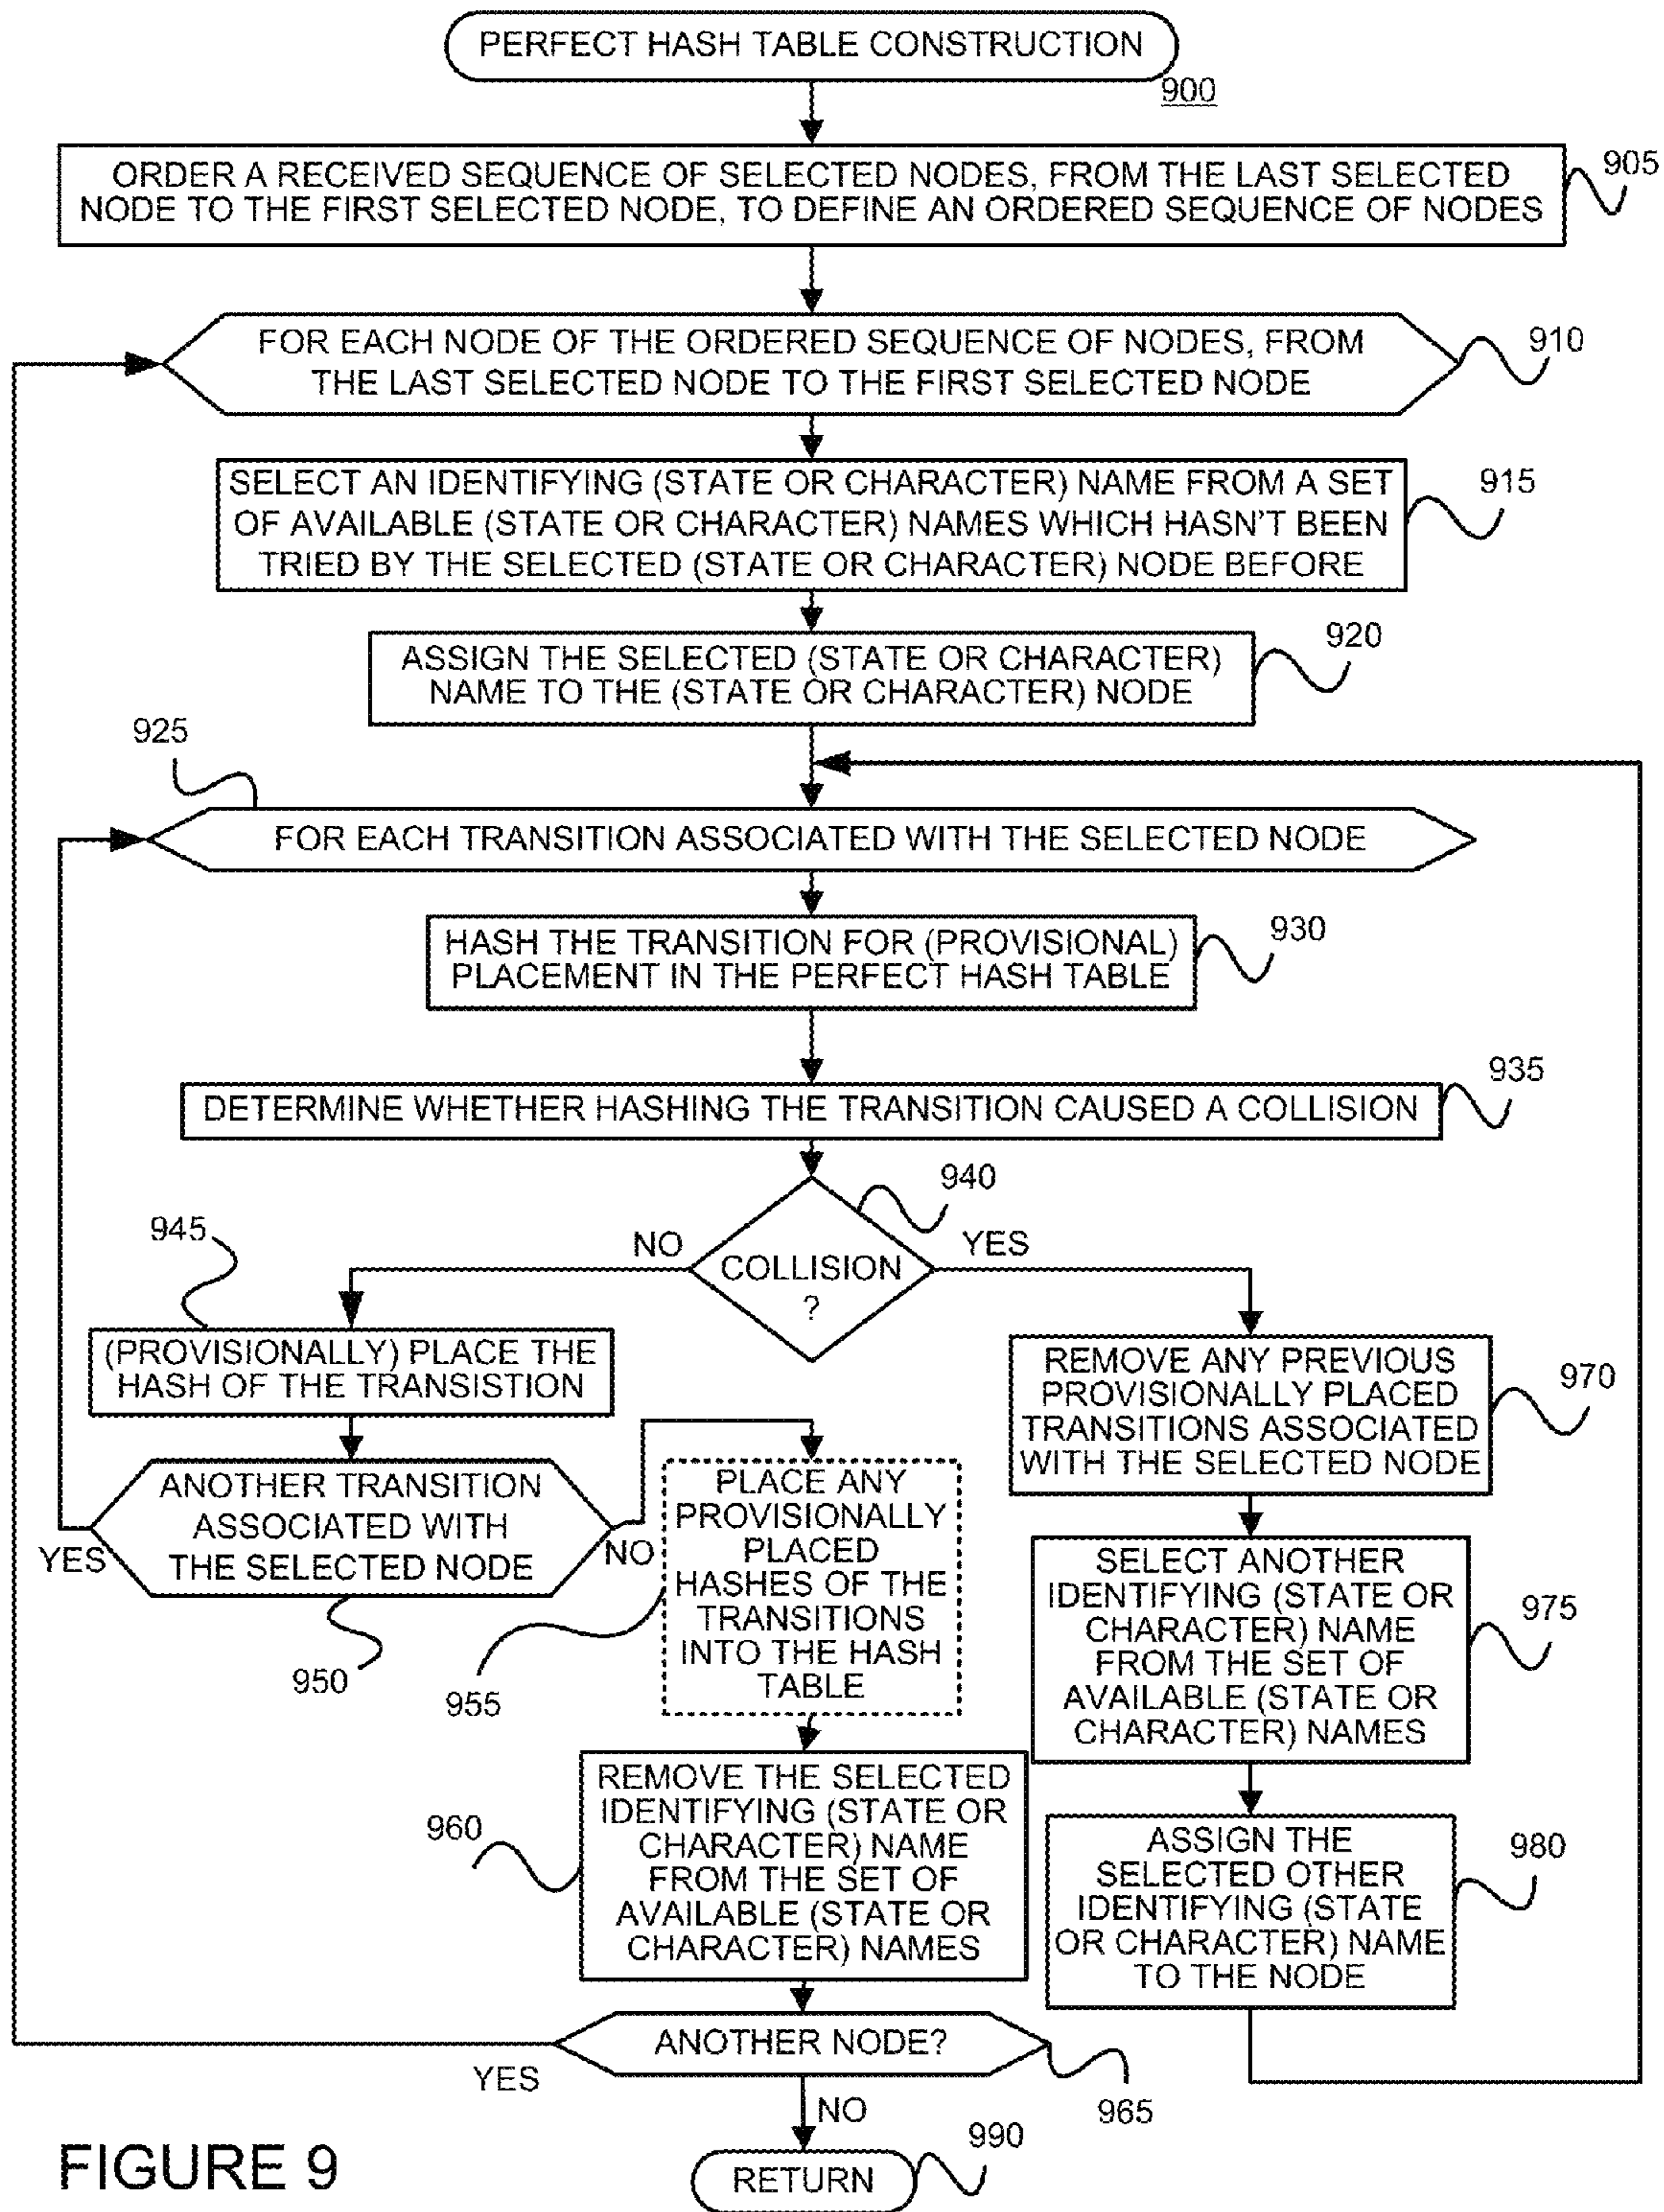 PERFECT HASH TABLE CONSTRUCTION
900
ORDER A RECEIVED SEQUENCE OF SELECTED NODES, FROM THE LAST SELECTED
NODE TO THE FIRST SELECTED NODE, TO DEFINE AN ORDERED SEQUENCE OF NODES
905
FOR EACH NODE OF THE ORDERED SEQUENCE OF NODES, FROM
THE LAST SELECTED NODE TO THE FIRST SELECTED NODE
910
SELECT AN IDENTIFYING (STATE OR CHARACTER) NAME FROM A SET
OF AVAILABLE (STATE OR CHARACTER) NAMES WHICH HASN'T BEEN
TRIED BY THE SELECTED (STATE OR CHARACTER) NODE BEFORE
915
ASSIGN THE SELECTED (STATE OR CHARACTER)
NAME TO THE (STATE OR CHARACTER) NODE
920
925
FOR EACH TRANSITION ASSOCIATED WITH THE SELECTED NODE
HASH THE TRANSITION FOR (PROVISIONAL)
PLACEMENT IN THE PERFECT HASH TABLE
930
DETERMINE WHETHER HASHING THE TRANSITION CAUSED A COLLISION
935
940
COLLISION
?
NO
YES
945
(PROVISIONALLY) PLACE THE
HASH OF THE TRANSISTION
ANOTHER TRANSITION
ASSOCIATED WITH
THE SELECTED NODE
YES
NO
950
PLACE ANY
PROVISIONALLY
PLACED
HASHES OF THE
TRANSITIONS
INTO THE HASH
TABLE
955
REMOVE THE SELECTED
IDENTIFYING (STATE OR
CHARACTER) NAME
FROM THE SET OF
AVAILABLE (STATE OR
CHARACTER) NAMES
960
REMOVE ANY PREVIOUS
PROVISIONALLY PLACED
TRANSITIONS ASSOCIATED
WITH THE SELECTED NODE
970
SELECT ANOTHER
IDENTIFYING (STATE OR
CHARACTER) NAME
FROM THE SET OF
AVAILABLE (STATE OR
CHARACTER) NAMES
975
ASSIGN THE
SELECTED OTHER
IDENTIFYING (STATE
OR CHARACTER) NAME
TO THE NODE
980
ANOTHER NODE?
YES
965
NO
RETURN
990
FIGURE 9